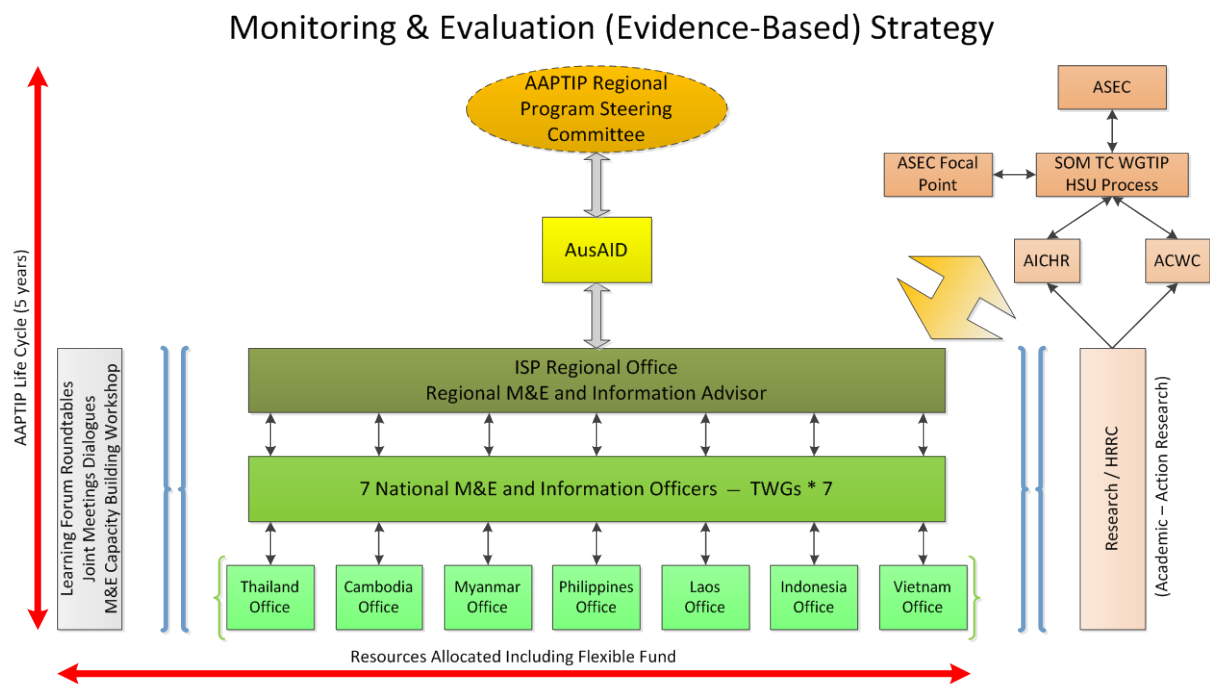 Monitoring & Evaluation (Evidence-Based) Strategy
AAPTIP Regional
Program Steering
Committee
ASEC
ASEC Focal
Point
SOM TC WGTIP
HSU Process
AusAID
AICHR
ACWC
AAPTIP Life Cycle (5 years)
Learning Forum Roundtables
Joint Meetings Dialogues
M&E Capacity Building Workshop
ISP Regional Office
Regional M&E and Information Advisor
7 National M&E and Information Officers – TWGs * 7
Thailand
Office
Cambodia
Office
Myanmar
Office
Philippines
Office
Laos
Office
Indonesia
Office
Vietnam
Office
Research / HRRC
(Academic – Action Research)
Resources Allocated Including Flexible Fund